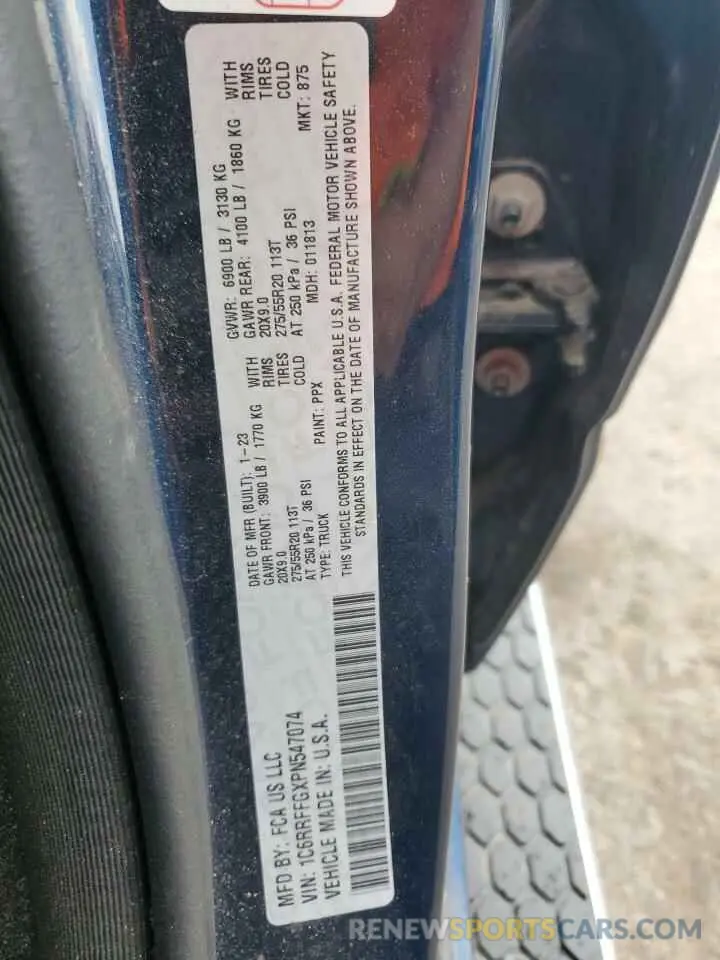 MFD BY: FCA US LLC
VIN: 1C6RRFFGXPN547074
VEHICLE MADE IN: U.S.A.
DATE OF MFR (BUILT): 1-23
GAWR FRONT: 3900 LB / 1770 KG WITH
20X9.0 RIMS
275/55R20 113T TIRES
AT 250 kPa / 36 PSI COLD
TYPE: TRUCK PAINT: PPX
GVWR: 6900 LB / 3130 KG
GAWR REAR: 4100 LB / 1860 KG WITH
20X9.0 RIMS
275/55R20 113T TIRES
AT 250 kPa / 36 PSI COLD
MDH: 011813 MKT: 875
THIS VEHICLE CONFORMS TO ALL APPLICABLE U.S.A. FEDERAL MOTOR VEHICLE SAFETY
STANDARDS IN EFFECT ON THE DATE OF MANUFACTURE SHOWN ABOVE.
RENEWSPORTSCARS.COM